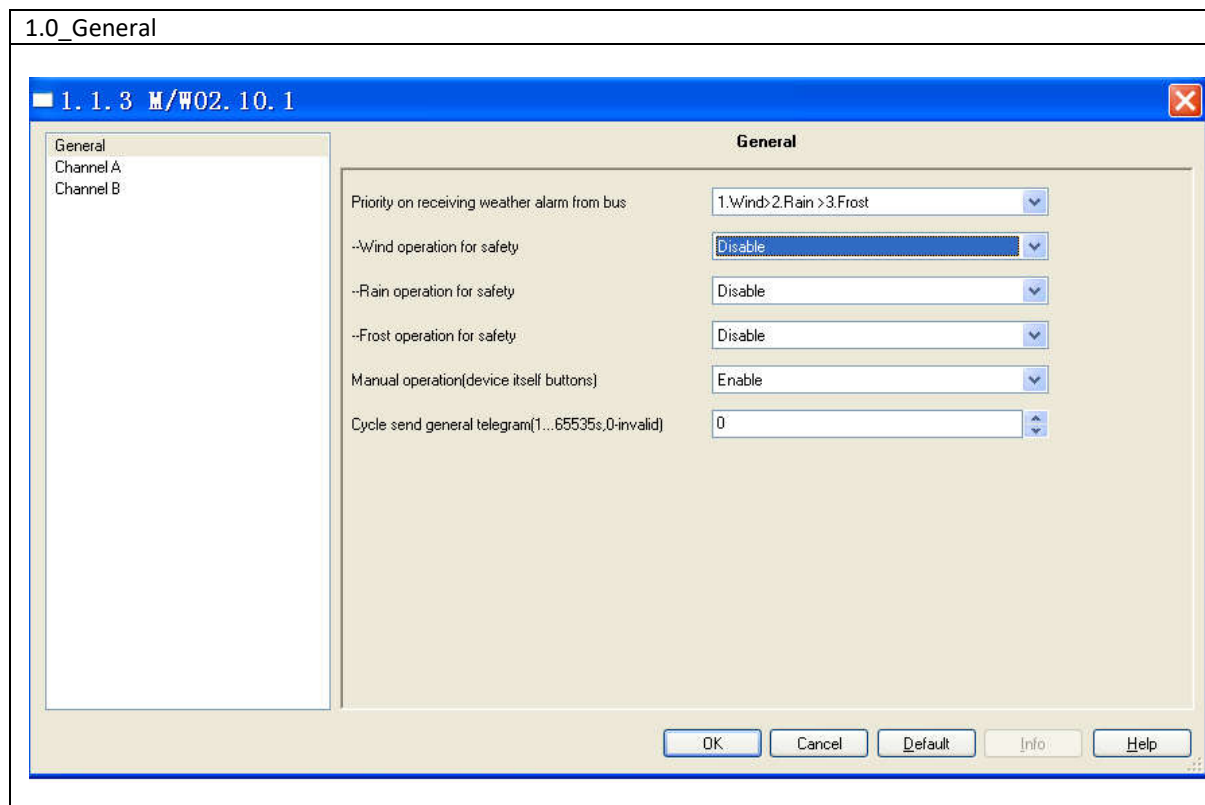 1.0_General
1.1.3 M/W02.10.1
General
Channel A
Channel B
General
Priority on receiving weather alarm from bus 1.Wind>2.Rain >3.Frost
--Wind operation for safety Disable
--Rain operation for safety Disable
--Frost operation for safety Disable
Manual operation(device itself buttons) Enable
Cycle send general telegram(1...65535s,0-invalid) 0
OK Cancel Default Info Help